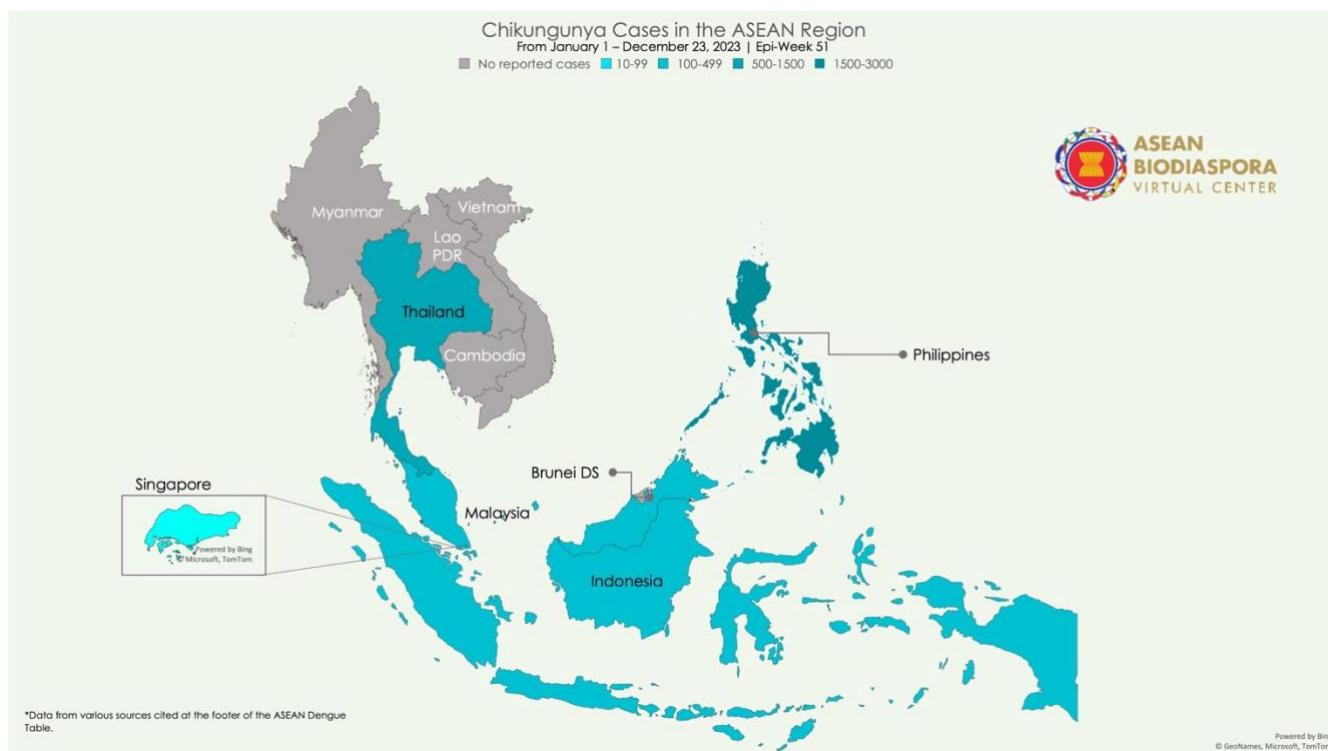 Chikungunya Cases in the ASEAN Region
From January 1 – December 23, 2023 | Epi-Week 51
No reported cases 10-99 100-499 500-1500 1500-3000
ASEAN
BIODIASPORA
VIRTUAL CENTER
Myanmar
Vietnam
Lao
PDR
Thailand
Cambodia
Philippines
Brunei DS
Singapore
Malaysia
Powered by Bing
© Microsoft, TomTom
Indonesia
*Data from various sources cited at the footer of the ASEAN Dengue
Table.
Powered by Bing
© GeoNames, Microsoft, TomTom